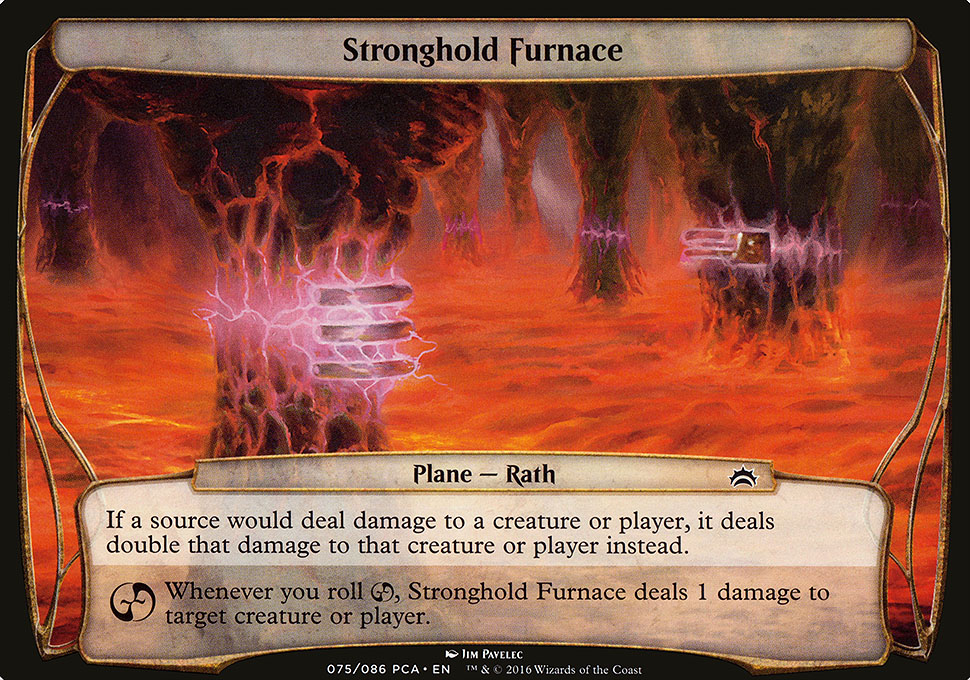 Stronghold Furnace
Plane — Rath
If a source would deal damage to a creature or player, it deals
double that damage to that creature or player instead.
Whenever you roll , Stronghold Furnace deals 1 damage to
target creature or player.
Jim Pavelec
075/086 PCA • EN ™ & © 2016 Wizards of the Coast